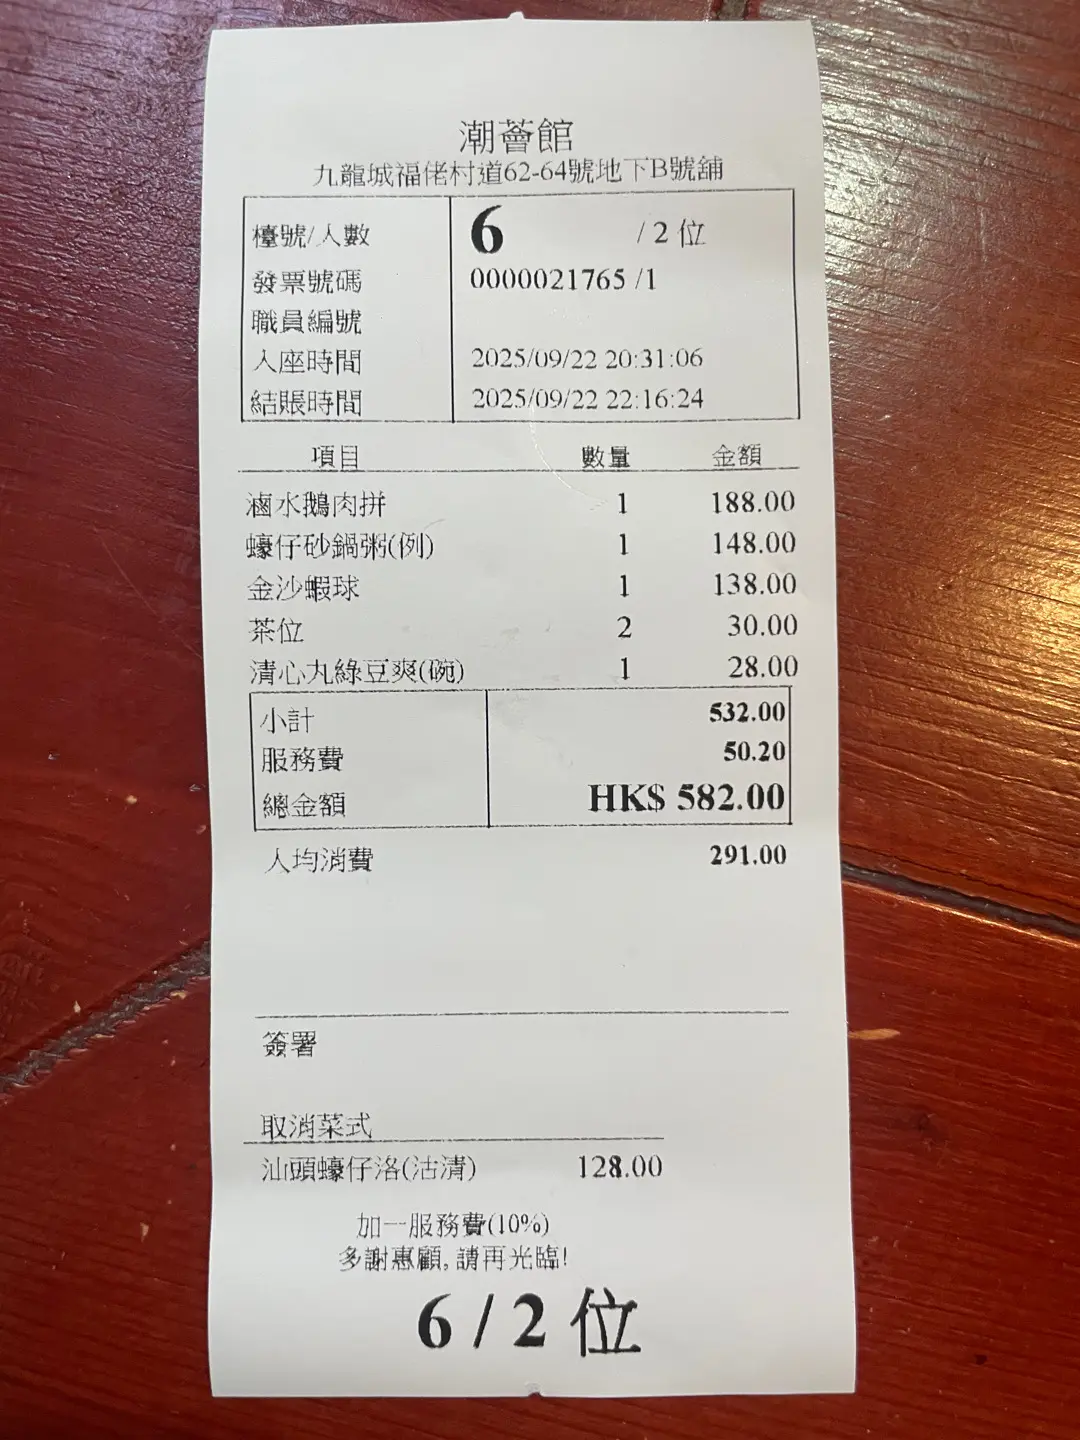 潮薈館
九龍城福佬村道62-64號地下B號舖
檯號/人數 6 /2 位
發票號碼 0000021765 /1
職員編號
入座時間 2025/09/22 20:31:06
結賬時間 2025/09/22 22:16:24
項目 數量 金額
滷水鵝肉拼 1 188.00
蠔仔砂鍋粥(例) 1 148.00
金沙蝦球 1 138.00
茶位 2 30.00
清心丸綠豆爽(碗) 1 28.00
小計 532.00
服務費 50.20
總金額 HK$ 582.00
人均消費 291.00
簽署
取消菜式
汕頭蠔仔洛(沽清) 128.00
加一服務費(10%)
多謝惠顧, 請再光臨!
6 / 2 位